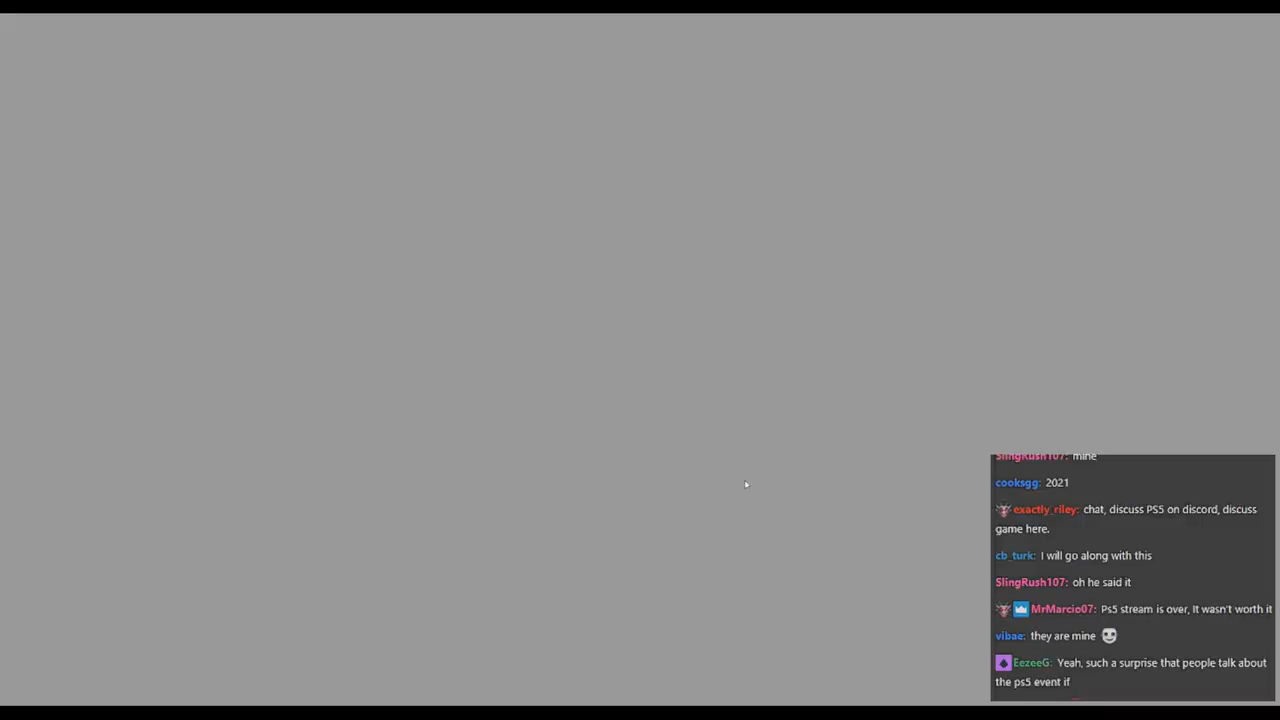 SlingRush107: mine
cooksgg: 2021
exactly_riley: chat, discuss PS5 on discord, discuss
game here.
cb_turic: I will go along with this
SlingRush107: oh he said it
MrMarcio07: Ps5 stream is over, It wasn't worth it
vibae: they are mine
EezeeG: Yeah, such a surprise that people talk about
the ps5 event if